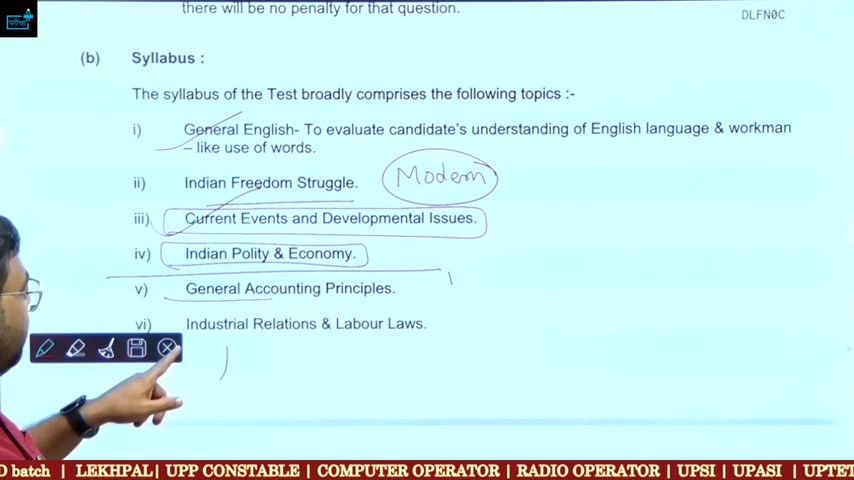 there will be no penalty for that question.
DLFN0C
परीक्षा
(b) Syllabus :
The syllabus of the Test broadly comprises the following topics :-
i) General English- To evaluate candidate's understanding of English language & workman
– like use of words.
ii) Indian Freedom Struggle. Modern
iii) Current Events and Developmental Issues.
iv) Indian Polity & Economy.
v) General Accounting Principles.
vi) Industrial Relations & Labour Laws.
D batch | LEKHPAL| UPP CONSTABLE | COMPUTER OPERATOR | RADIO OPERATOR | UPSI | UPASI | UPTET